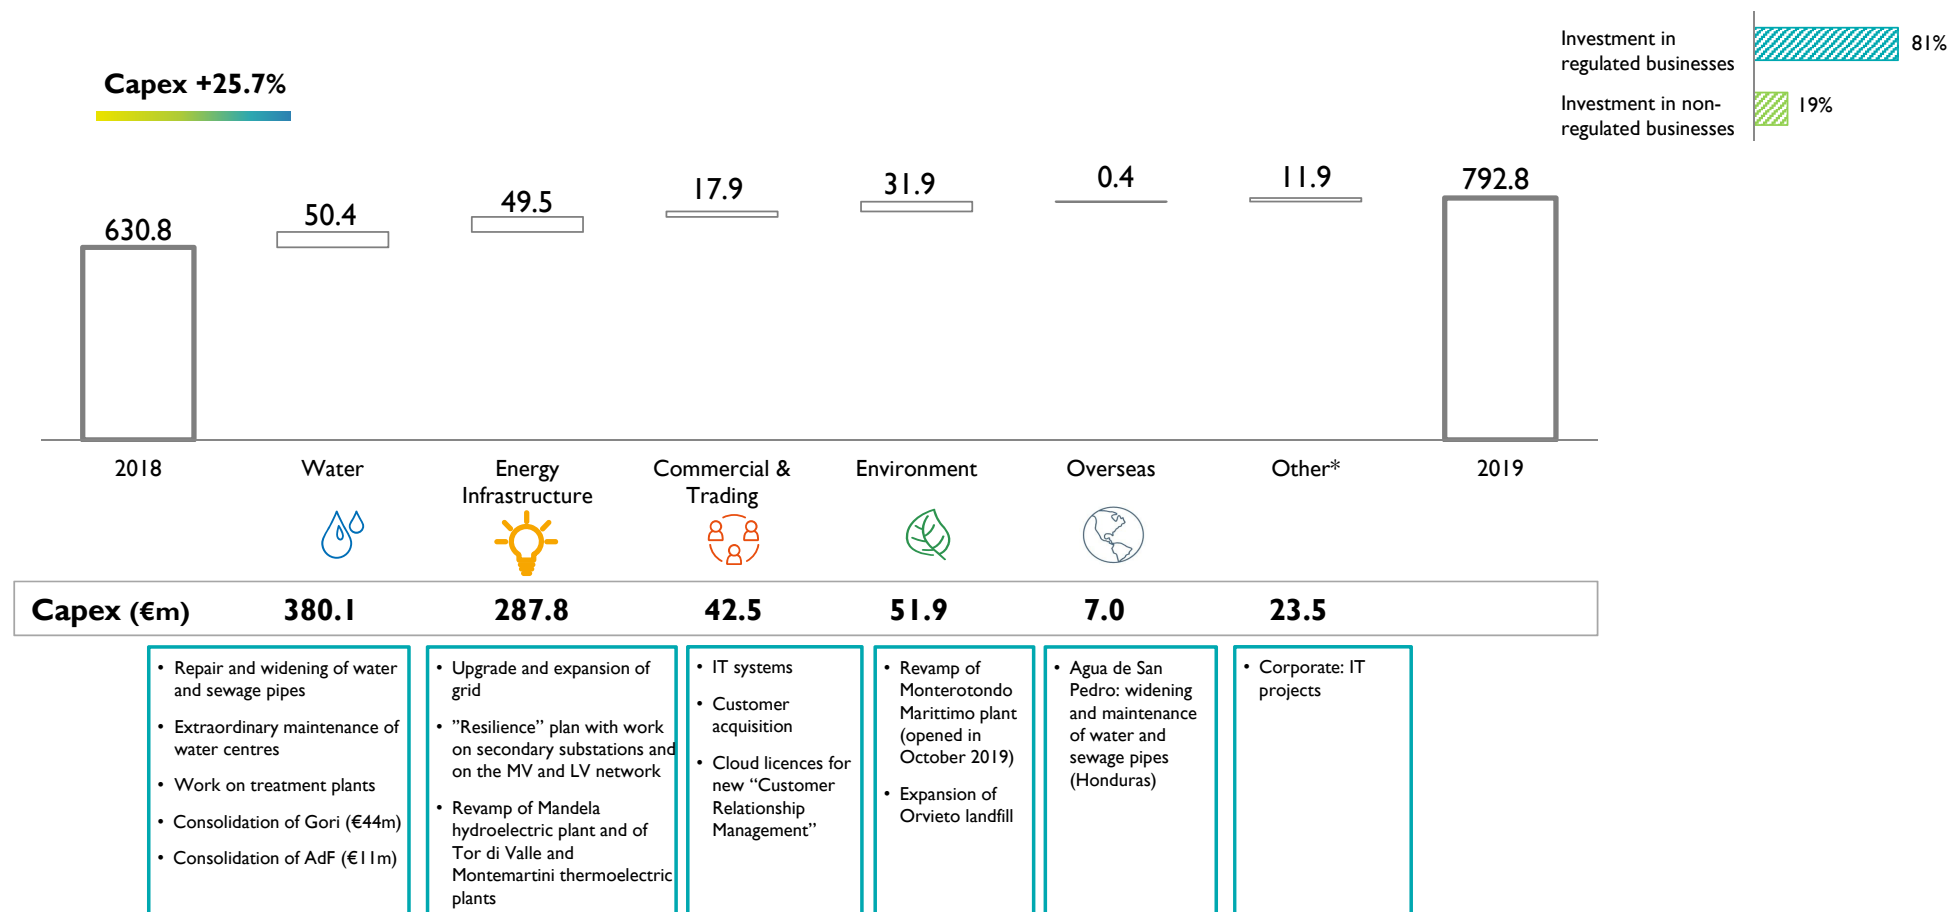 Investment in
regulated businesses
81%
Investment in non-
regulated businesses
19%
Capex +25.7%
630.8
50.4
49.5
17.9
31.9
0.4
11.9
792.8
2018
Water
Energy
Infrastructure
Commercial &
Trading
Environment
Overseas
Other*
2019
Capex (€m)
380.1
287.8
42.5
51.9
7.0
23.5
• Repair and widening of water
and sewage pipes
• Extraordinary maintenance of
water centres
• Work on treatment plants
• Consolidation of Gori (€44m)
• Consolidation of AdF (€11m)
• Upgrade and expansion of
grid
• ”Resilience” plan with work
on secondary substations and
on the MV and LV network
• Revamp of Mandela
hydroelectric plant and of
Tor di Valle and
Montemartini thermoelectric
plants
• IT systems
• Customer
acquisition
• Cloud licences for
new “Customer
Relationship
Management”
• Revamp of
Monterotondo
Marittimo plant
(opened in
October 2019)
• Expansion of
Orvieto landfill
• Agua de San
Pedro: widening
and maintenance
of water and
sewage pipes
(Honduras)
• Corporate: IT
projects